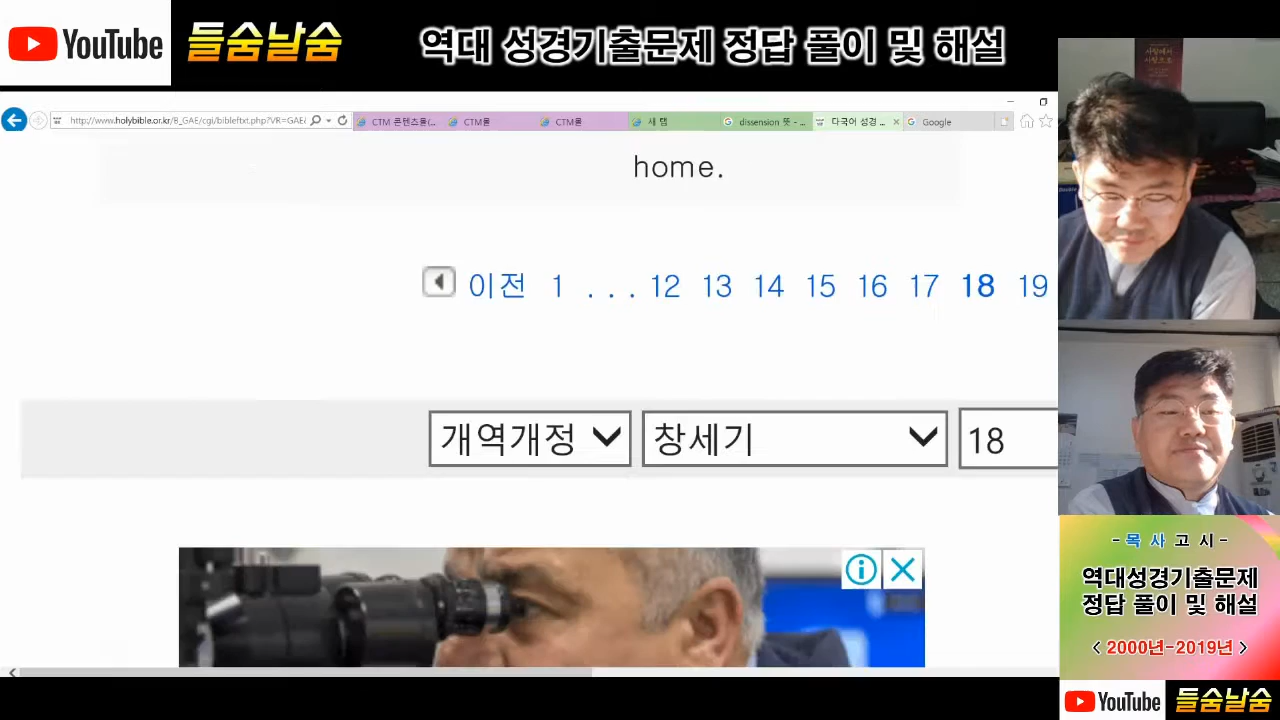 YouTube 들숨날숨 역대 성경기출문제 정답 풀이 및 해설
http://www.holybible.or.kr/B_GAE/cgi/bibleftxt.php?VR=GAE/ CTM 콘텐츠몰(... CTM몰 CTM몰 새 탭 dissension 뜻 - ... 다국어 성경 ... Google
home.
이전 1 ... 12 13 14 15 16 17 18 19
개역개정 창세기 18
- 목사고시 -
역대성경기출문제
정답 풀이 및 해설
< 2000년-2019년 >
YouTube 들숨날숨